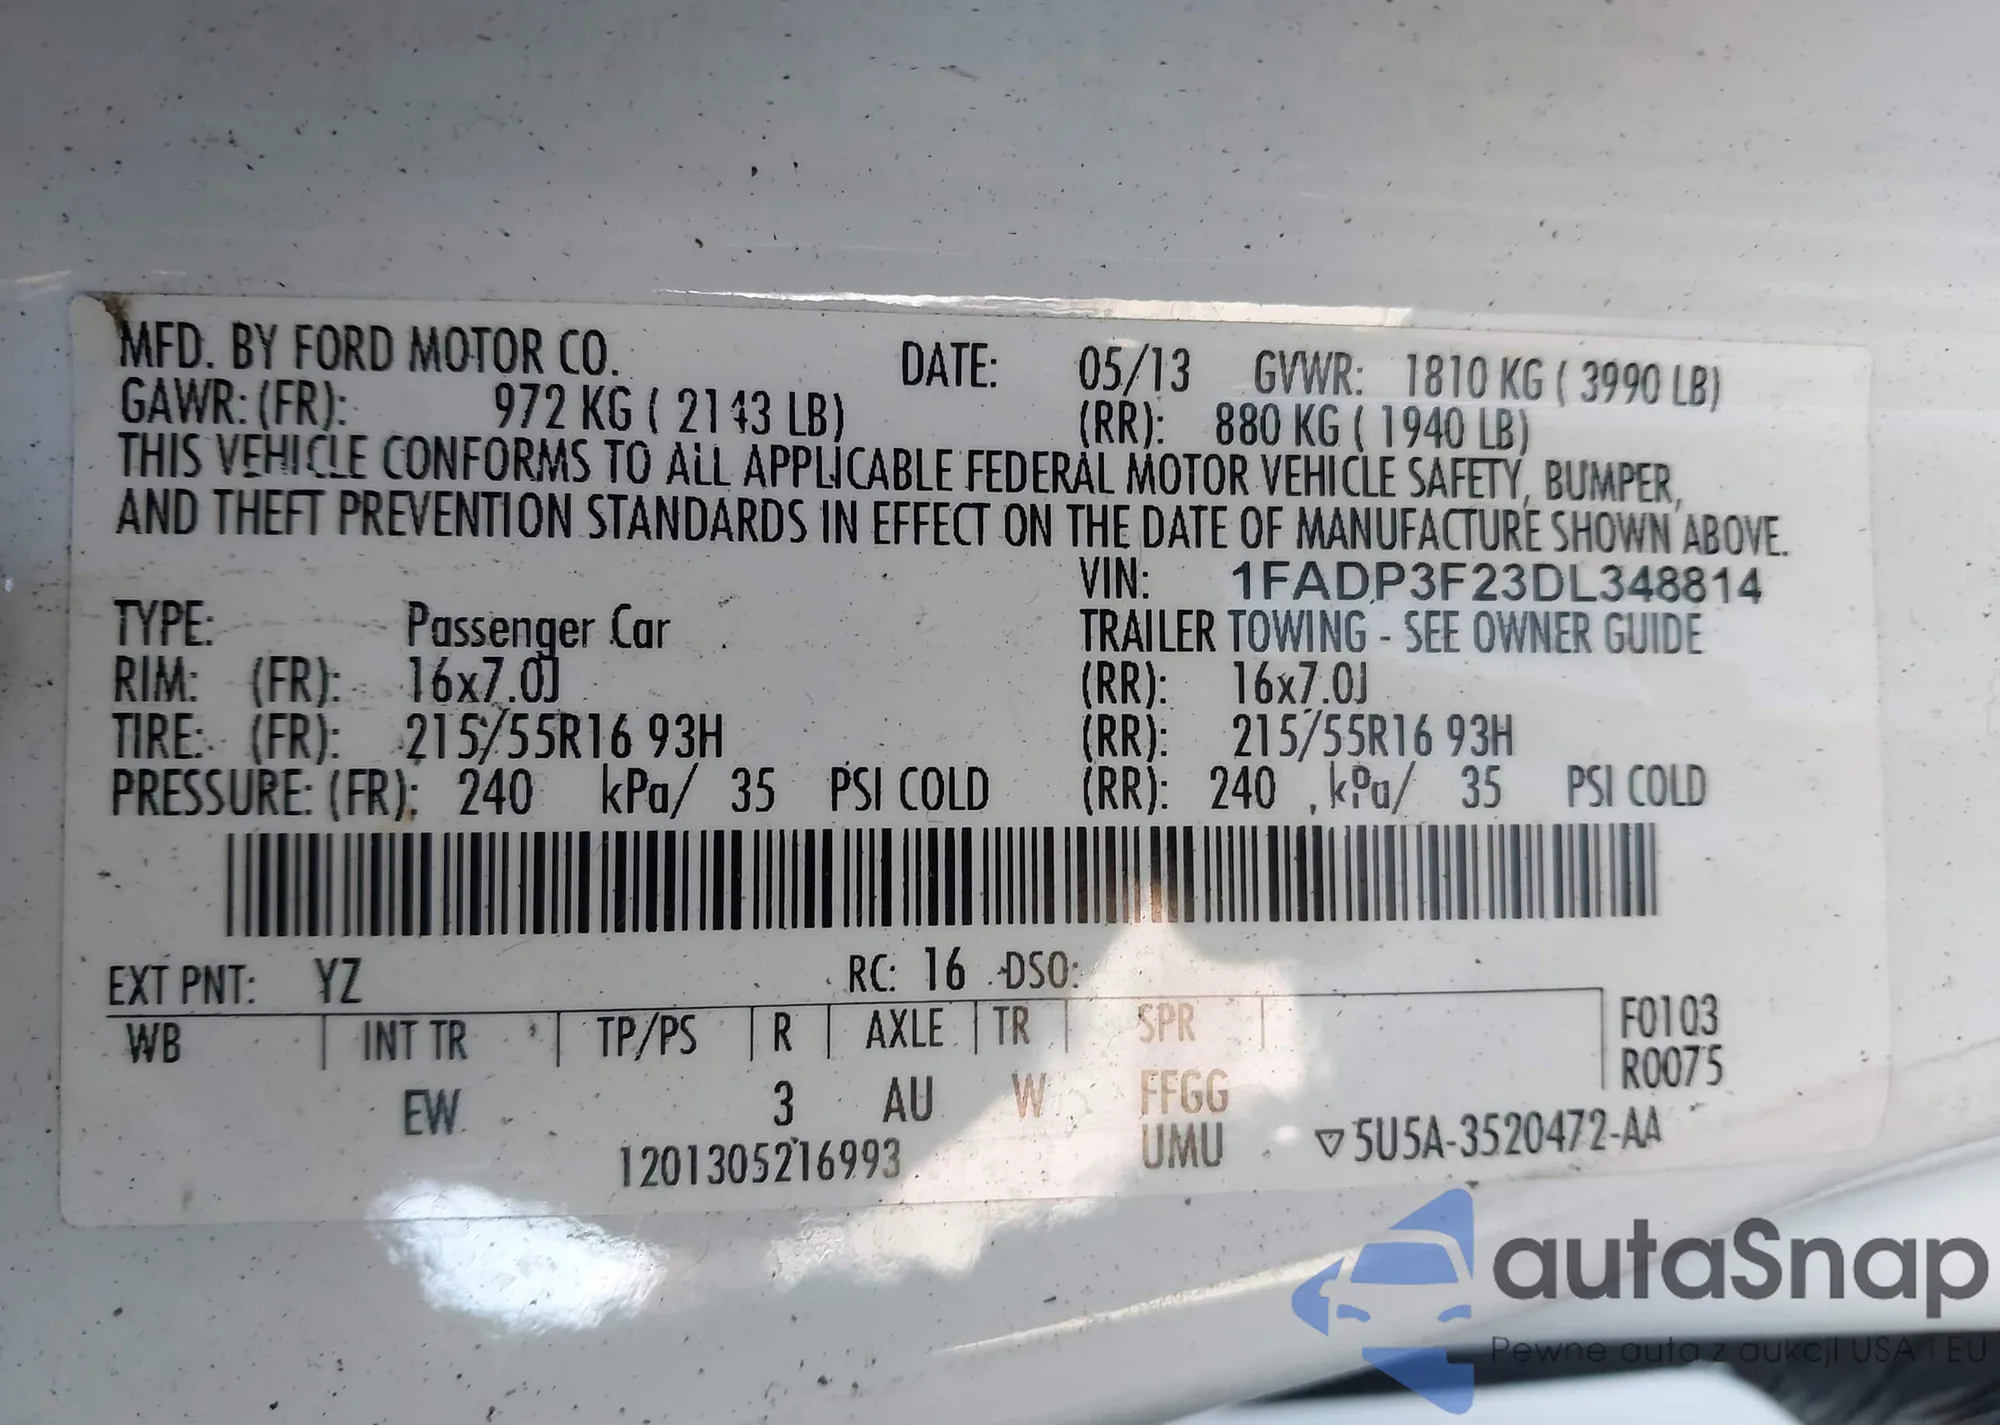 MFD. BY FORD MOTOR CO. DATE: 05/13 GVWR: 1810 KG ( 3990 LB)
GAWR: (FR): 972 KG ( 2143 LB) (RR): 880 KG ( 1940 LB)
THIS VEHICLE CONFORMS TO ALL APPLICABLE FEDERAL MOTOR VEHICLE SAFETY, BUMPER,
AND THEFT PREVENTION STANDARDS IN EFFECT ON THE DATE OF MANUFACTURE SHOWN ABOVE.
VIN: 1FADP3F23DL348814
TYPE: Passenger Car TRAILER TOWING - SEE OWNER GUIDE
RIM: (FR): 16x7.0J (RR): 16x7.0J
TIRE: (FR): 215/55R16 93H (RR): 215/55R16 93H
PRESSURE: (FR): 240 kPa/ 35 PSI COLD (RR): 240 kPa/ 35 PSI COLD
EXT PNT: YZ RC: 16 DSO:
WB INT TR TP/PS R AXLE TR SPR F0103
R0075
EW 3 AU W FFGG
1201305216993 UMU ▽5U5A-3520472-AA
autaSnap
Pewne auta z aukcji USA i EU